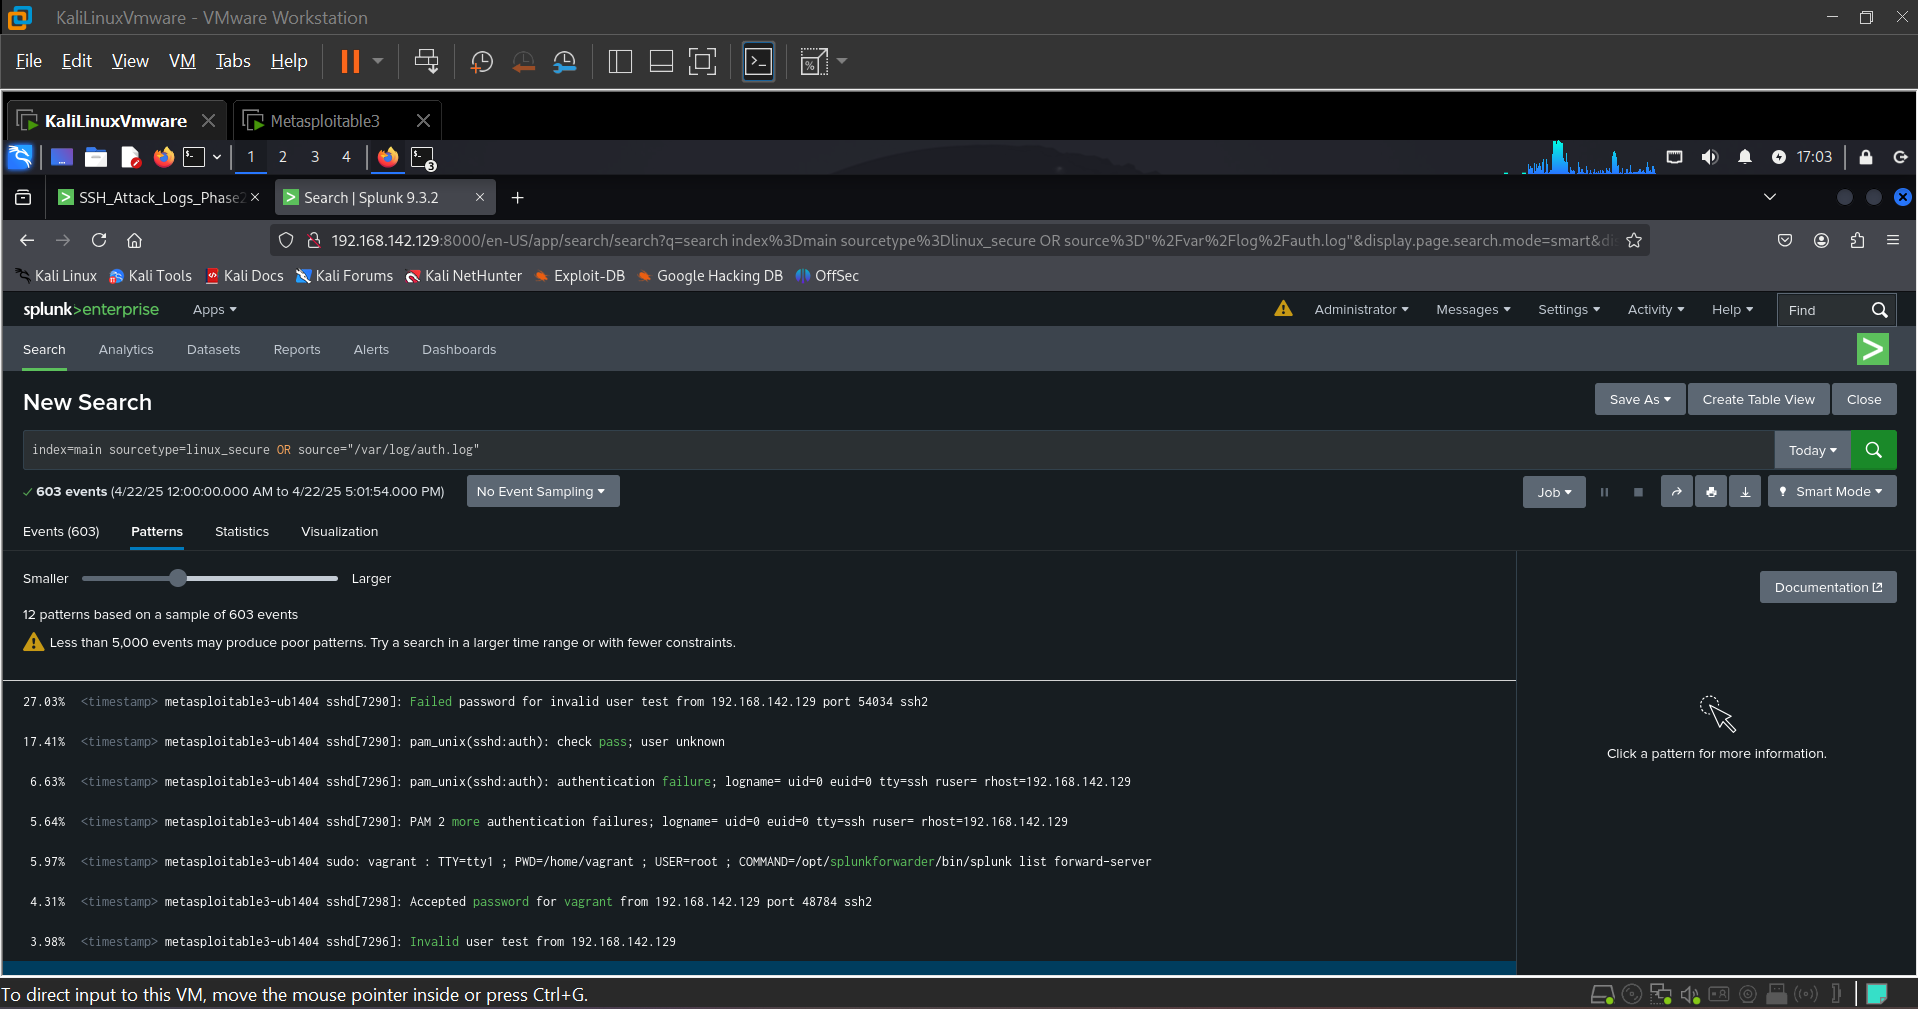 KaliLinuxVmware - VMware Workstation
File Edit View VM Tabs Help
KaliLinuxVmware Metasploitable3
1 2 3 4 3 17:03
SSH_Attack_Logs_Phase2 Search | Splunk 9.3.2
192.168.142.129:8000/en-US/app/search/search?q=search index%3Dmain sourcetype%3Dlinux_secure OR source%3D"%2Fvar%2Flog%2Fauth.log"&display.page.search.mode=smart&di
Kali Linux Kali Tools Kali Docs Kali Forums Kali NetHunter Exploit-DB Google Hacking DB OffSec
splunk>enterprise Apps Administrator Messages Settings Activity Help Find
Search Analytics Datasets Reports Alerts Dashboards
New Search Save As Create Table View Close
index=main sourcetype=linux_secure OR source="/var/log/auth.log" Today
603 events (4/22/25 12:00:00.000 AM to 4/22/25 5:01:54.000 PM) No Event Sampling Job Smart Mode
Events (603) Patterns Statistics Visualization
Smaller Larger
Documentation
12 patterns based on a sample of 603 events
Less than 5,000 events may produce poor patterns. Try a search in a larger time range or with fewer constraints.
27.03% <timestamp> metasploitable3-ub1404 sshd[7290]: Failed password for invalid user test from 192.168.142.129 port 54034 ssh2
17.41% <timestamp> metasploitable3-ub1404 sshd[7290]: pam_unix(sshd:auth): check pass; user unknown
Click a pattern for more information.
6.63% <timestamp> metasploitable3-ub1404 sshd[7296]: pam_unix(sshd:auth): authentication failure; logname= uid=0 euid=0 tty=ssh ruser= rhost=192.168.142.129
5.64% <timestamp> metasploitable3-ub1404 sshd[7290]: PAM 2 more authentication failures; logname= uid=0 euid=0 tty=ssh ruser= rhost=192.168.142.129
5.97% <timestamp> metasploitable3-ub1404 sudo: vagrant : TTY=tty1 ; PWD=/home/vagrant ; USER=root ; COMMAND=/opt/splunkforwarder/bin/splunk list forward-server
4.31% <timestamp> metasploitable3-ub1404 sshd[7298]: Accepted password for vagrant from 192.168.142.129 port 48784 ssh2
3.98% <timestamp> metasploitable3-ub1404 sshd[7296]: Invalid user test from 192.168.142.129
To direct input to this VM, move the mouse pointer inside or press Ctrl+G.